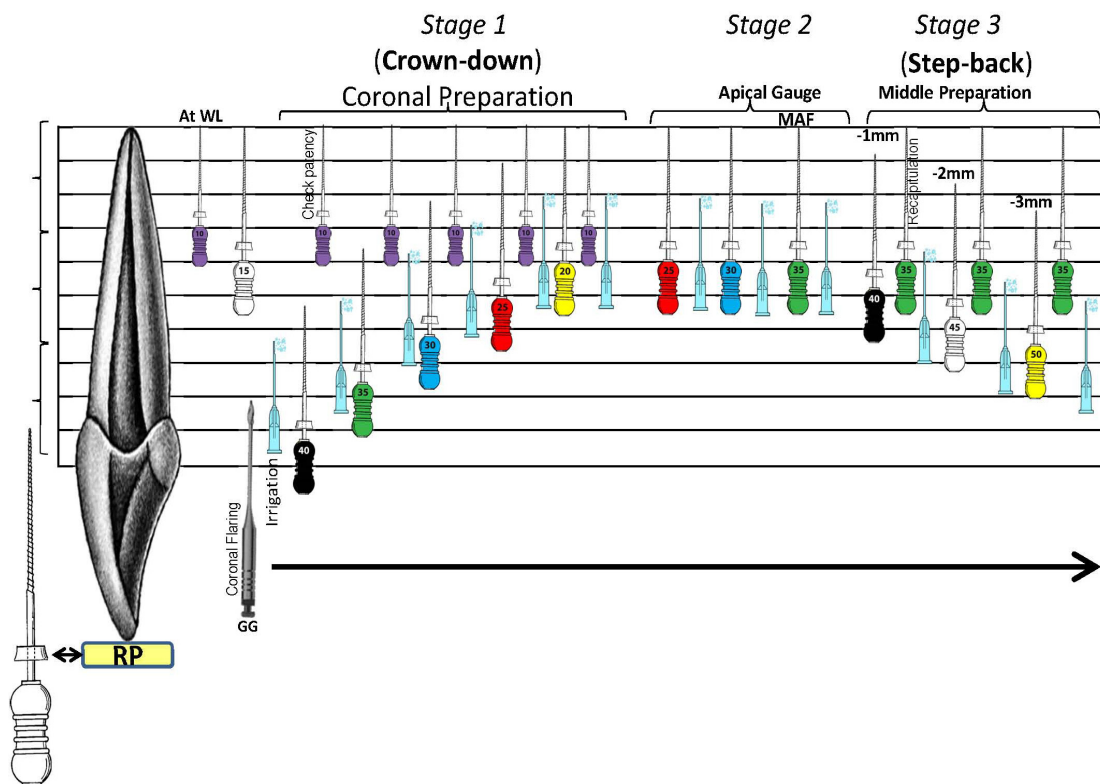 Stage 1
(Crown-down)
Coronal Preparation
Stage 2
Apical Gauge
MAF
Stage 3
(Step-back)
Middle Preparation
At WL
Check patency
-1mm
Recapitulation
-2mm
-3mm
10
15
10
10
10
10
10
40
35
30
25
20
25
30
35
40
35
45
35
50
35
Coronal Flaring
Irrigation
GG
RP